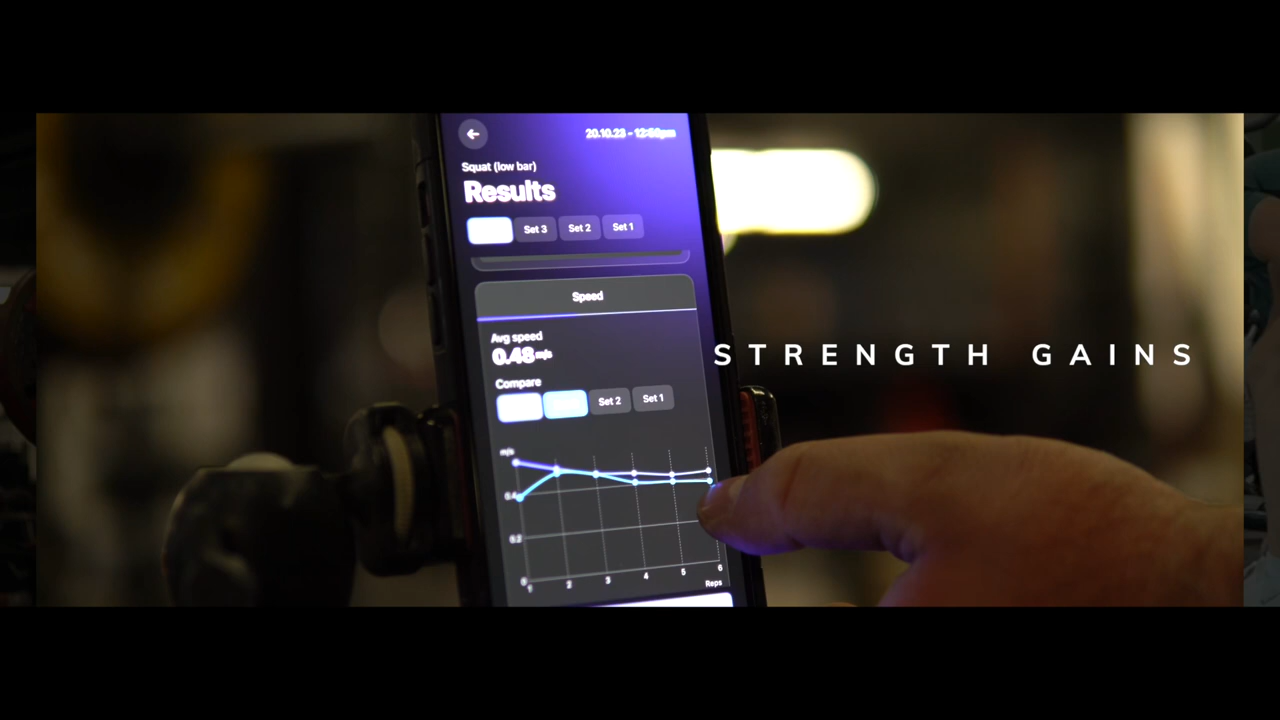 20.10.23 - 12:56pm
Squat (low bar)
Results
Set 3 Set 2 Set 1
Speed
Avg speed
0.48 m/s
STRENGTH GAINS
Compare
Set 2 Set 1
m/s
0.4
0.2
0
1 2 3 4 5 6
Reps